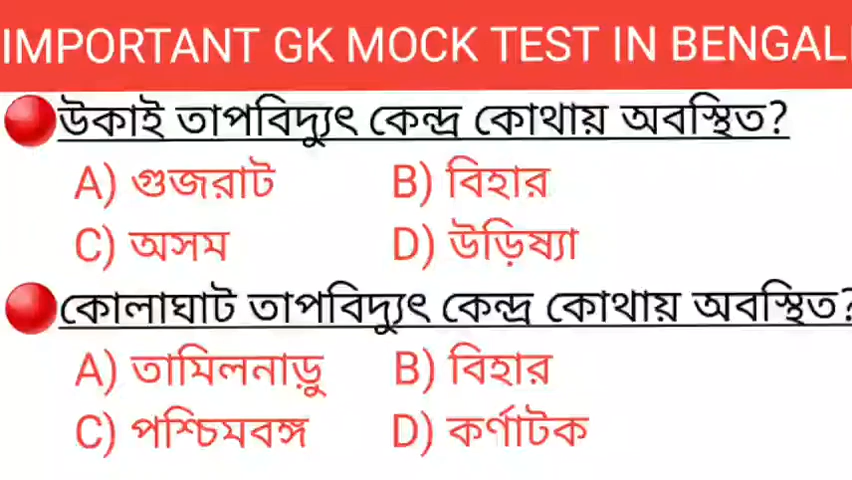 IMPORTANT GK MOCK TEST IN BENGALI
উকাই তাপবিদ্যুৎ কেন্দ্র কোথায় অবস্থিত?
A) গুজরাট B) বিহার
C) অসম D) উড়িষ্যা
কোলাঘাট তাপবিদ্যুৎ কেন্দ্র কোথায় অবস্থিত?
A) তামিলনাড়ু B) বিহার
C) পশ্চিমবঙ্গ D) কর্ণাটক